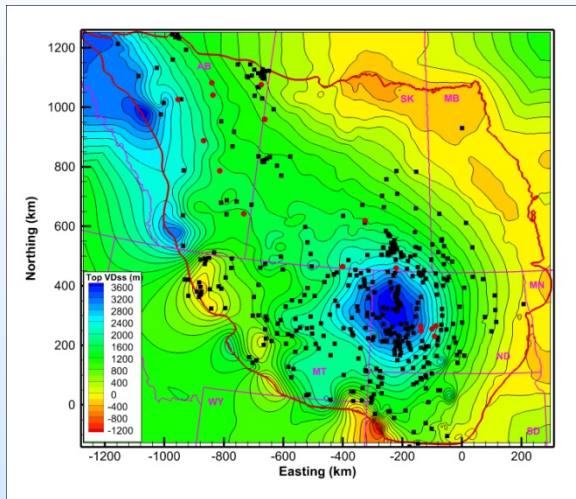 1200
1000
800
600
400
200
0
Northing (km)
AB
SK MB
MN
ND
MT
WY
SD
Top VDss (m)
3600
3200
2800
2400
2000
1600
1200
800
400
0
-400
-800
-1200
-1200 -1000 -800 -600 -400 -200 0 200
Easting (km)